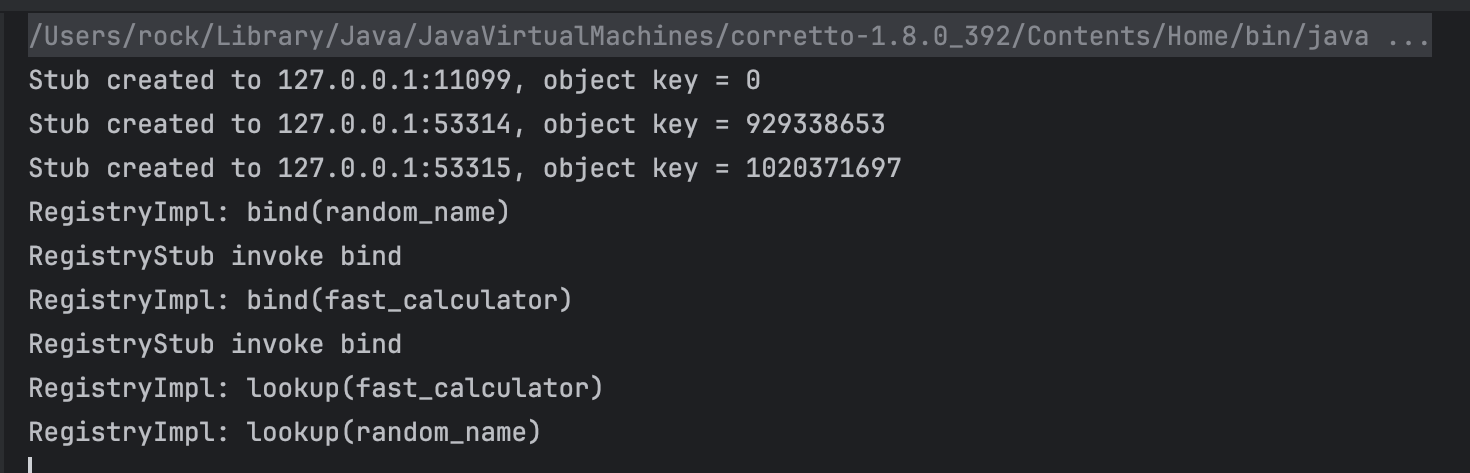 /Users/rock/Library/Java/JavaVirtualMachines/corretto-1.8.0_392/Contents/Home/bin/java ...
Stub created to 127.0.0.1:11099, object key = 0
Stub created to 127.0.0.1:53314, object key = 929338653
Stub created to 127.0.0.1:53315, object key = 1020371697
RegistryImpl: bind(random_name)
RegistryStub invoke bind
RegistryImpl: bind(fast_calculator)
RegistryStub invoke bind
RegistryImpl: lookup(fast_calculator)
RegistryImpl: lookup(random_name)